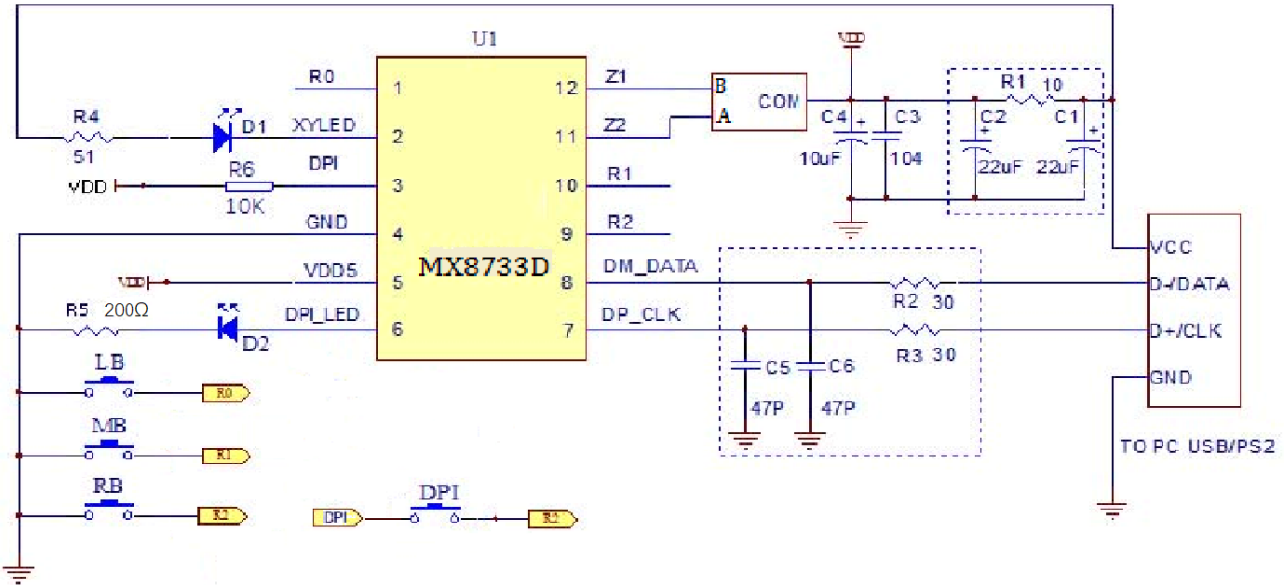 U1
MX8733D
R0
1
XYLED
2
DPI
3
GND
4
VDD5
5
DPI_LED
6
12
Z1
11
Z2
10
R1
9
R2
8
DM_DATA
7
DP_CLK
R4
51
D1
VDD
R6
10K
VDD
R5 200Ω
D2
LB
R0
MB
R1
RB
R2
DPI
DPI
R2
B
A
COM
VDD
C4 +
10uF
C3
104
R1 10
C2
+
22uF
C1
+
22uF
R2 30
R3 30
C5
47P
C6
47P
VCC
D-/DATA
D+/CLK
GND
TO PC USB/PS2